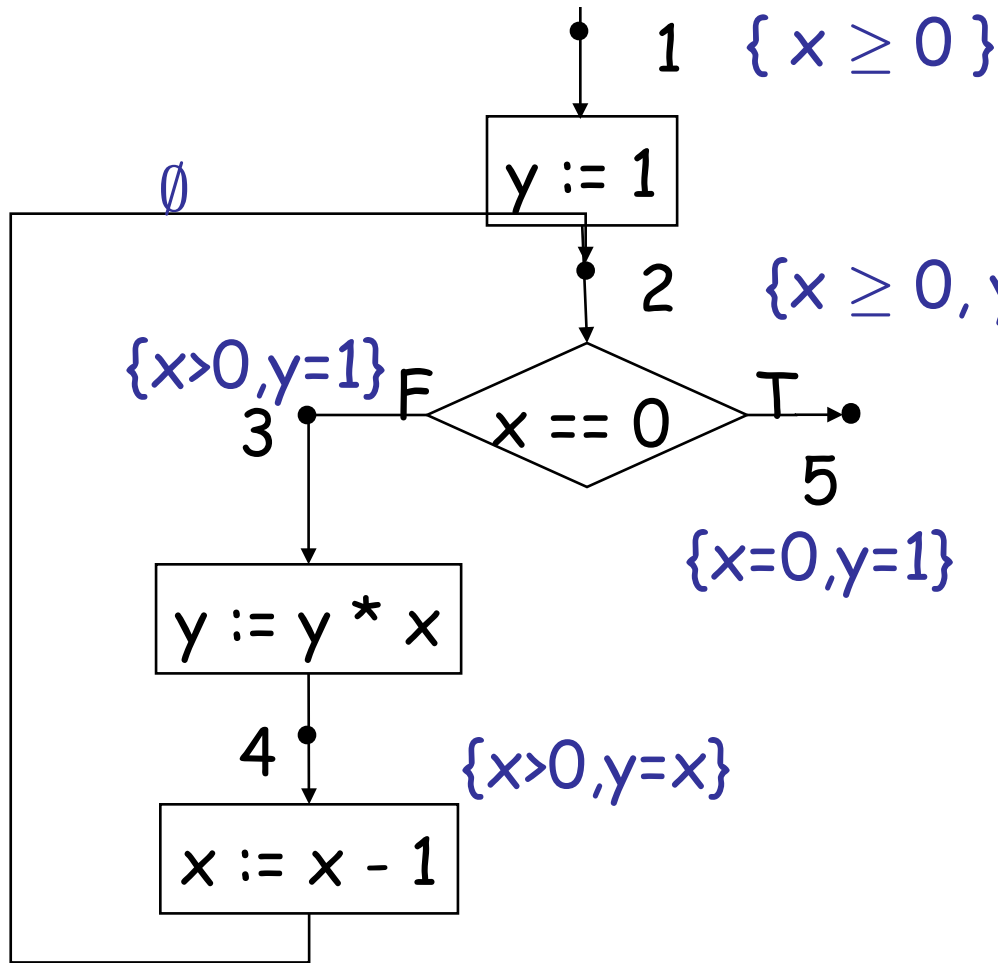 1 { x ≥ 0 }
y := 1
∅
2 { x ≥ 0, y
{x>0,y=1} F
x == 0
T
3
5
{x=0,y=1}
y := y * x
4 {x>0,y=x}
x := x - 1